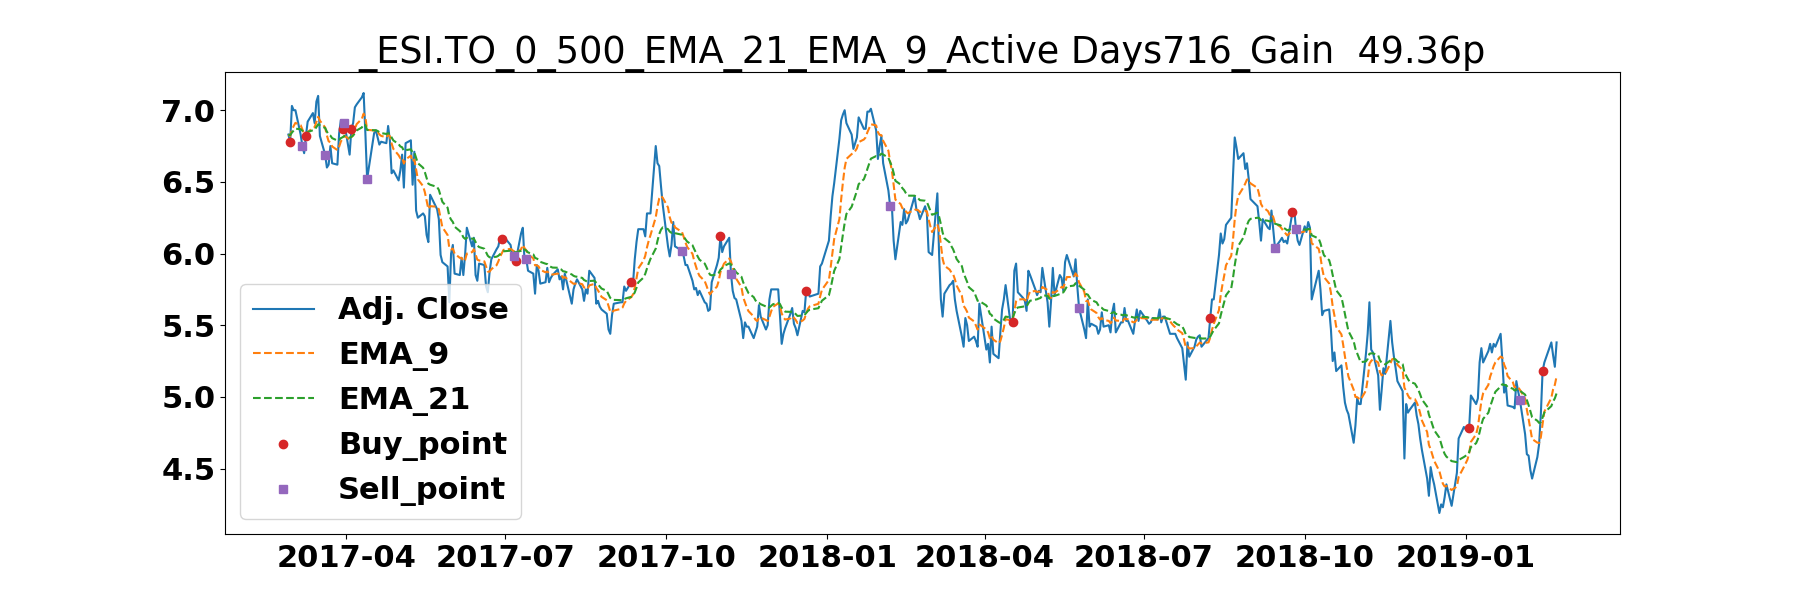 _ESI.TO_0_500_EMA_21_EMA_9_Active Days716_Gain  49.36p
7.0
6.5
6.0
5.5
5.0
4.5
Adj. Close
EMA_9
EMA_21
Buy_point
Sell_point
2017-04 2017-07 2017-10 2018-01 2018-04 2018-07 2018-10 2019-01